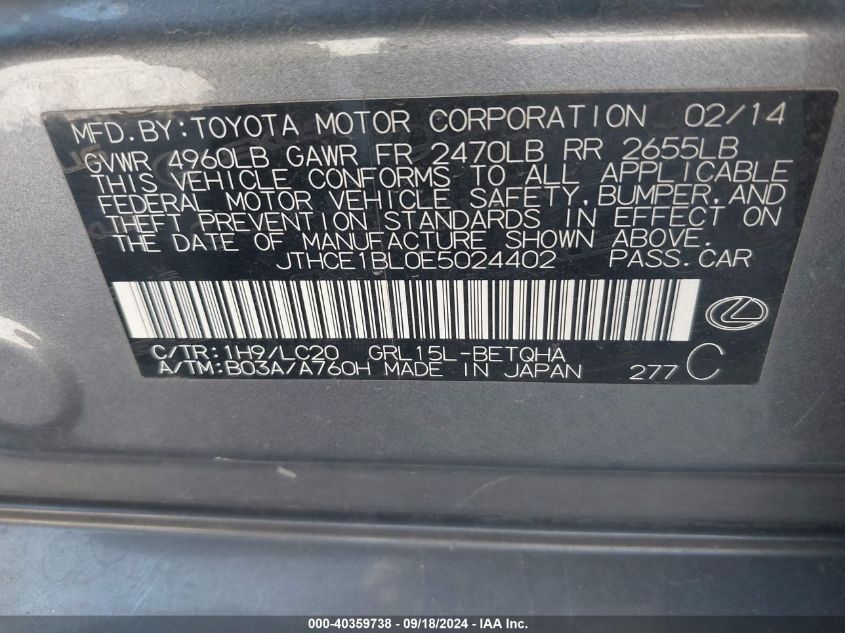 MFD. BY: TOYOTA MOTOR CORPORATION 02/14
GVWR 4960LB GAWR FR 2470LB RR 2655LB
THIS VEHICLE CONFORMS TO ALL APPLICABLE
FEDERAL MOTOR VEHICLE SAFETY, BUMPER, AND
THEFT PREVENTION STANDARDS IN EFFECT ON
THE DATE OF MANUFACTURE SHOWN ABOVE.
JTHCE1BL0E5024402 PASS. CAR
C/TR: 1H9/LC20 GRL15L-BETQHA
A/TM: B03A/A760H MADE IN JAPAN 277 C
000-40359738 - 09/18/2024 - IAA Inc.